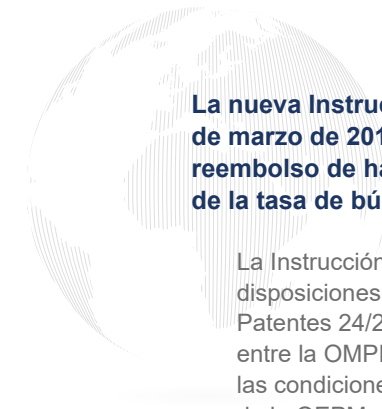 La nueva Instruc
de marzo de 201
reembolso de ha
de la tasa de bú
La Instrucción
disposiciones
Patentes 24/2
entre la OMPI
las condicione